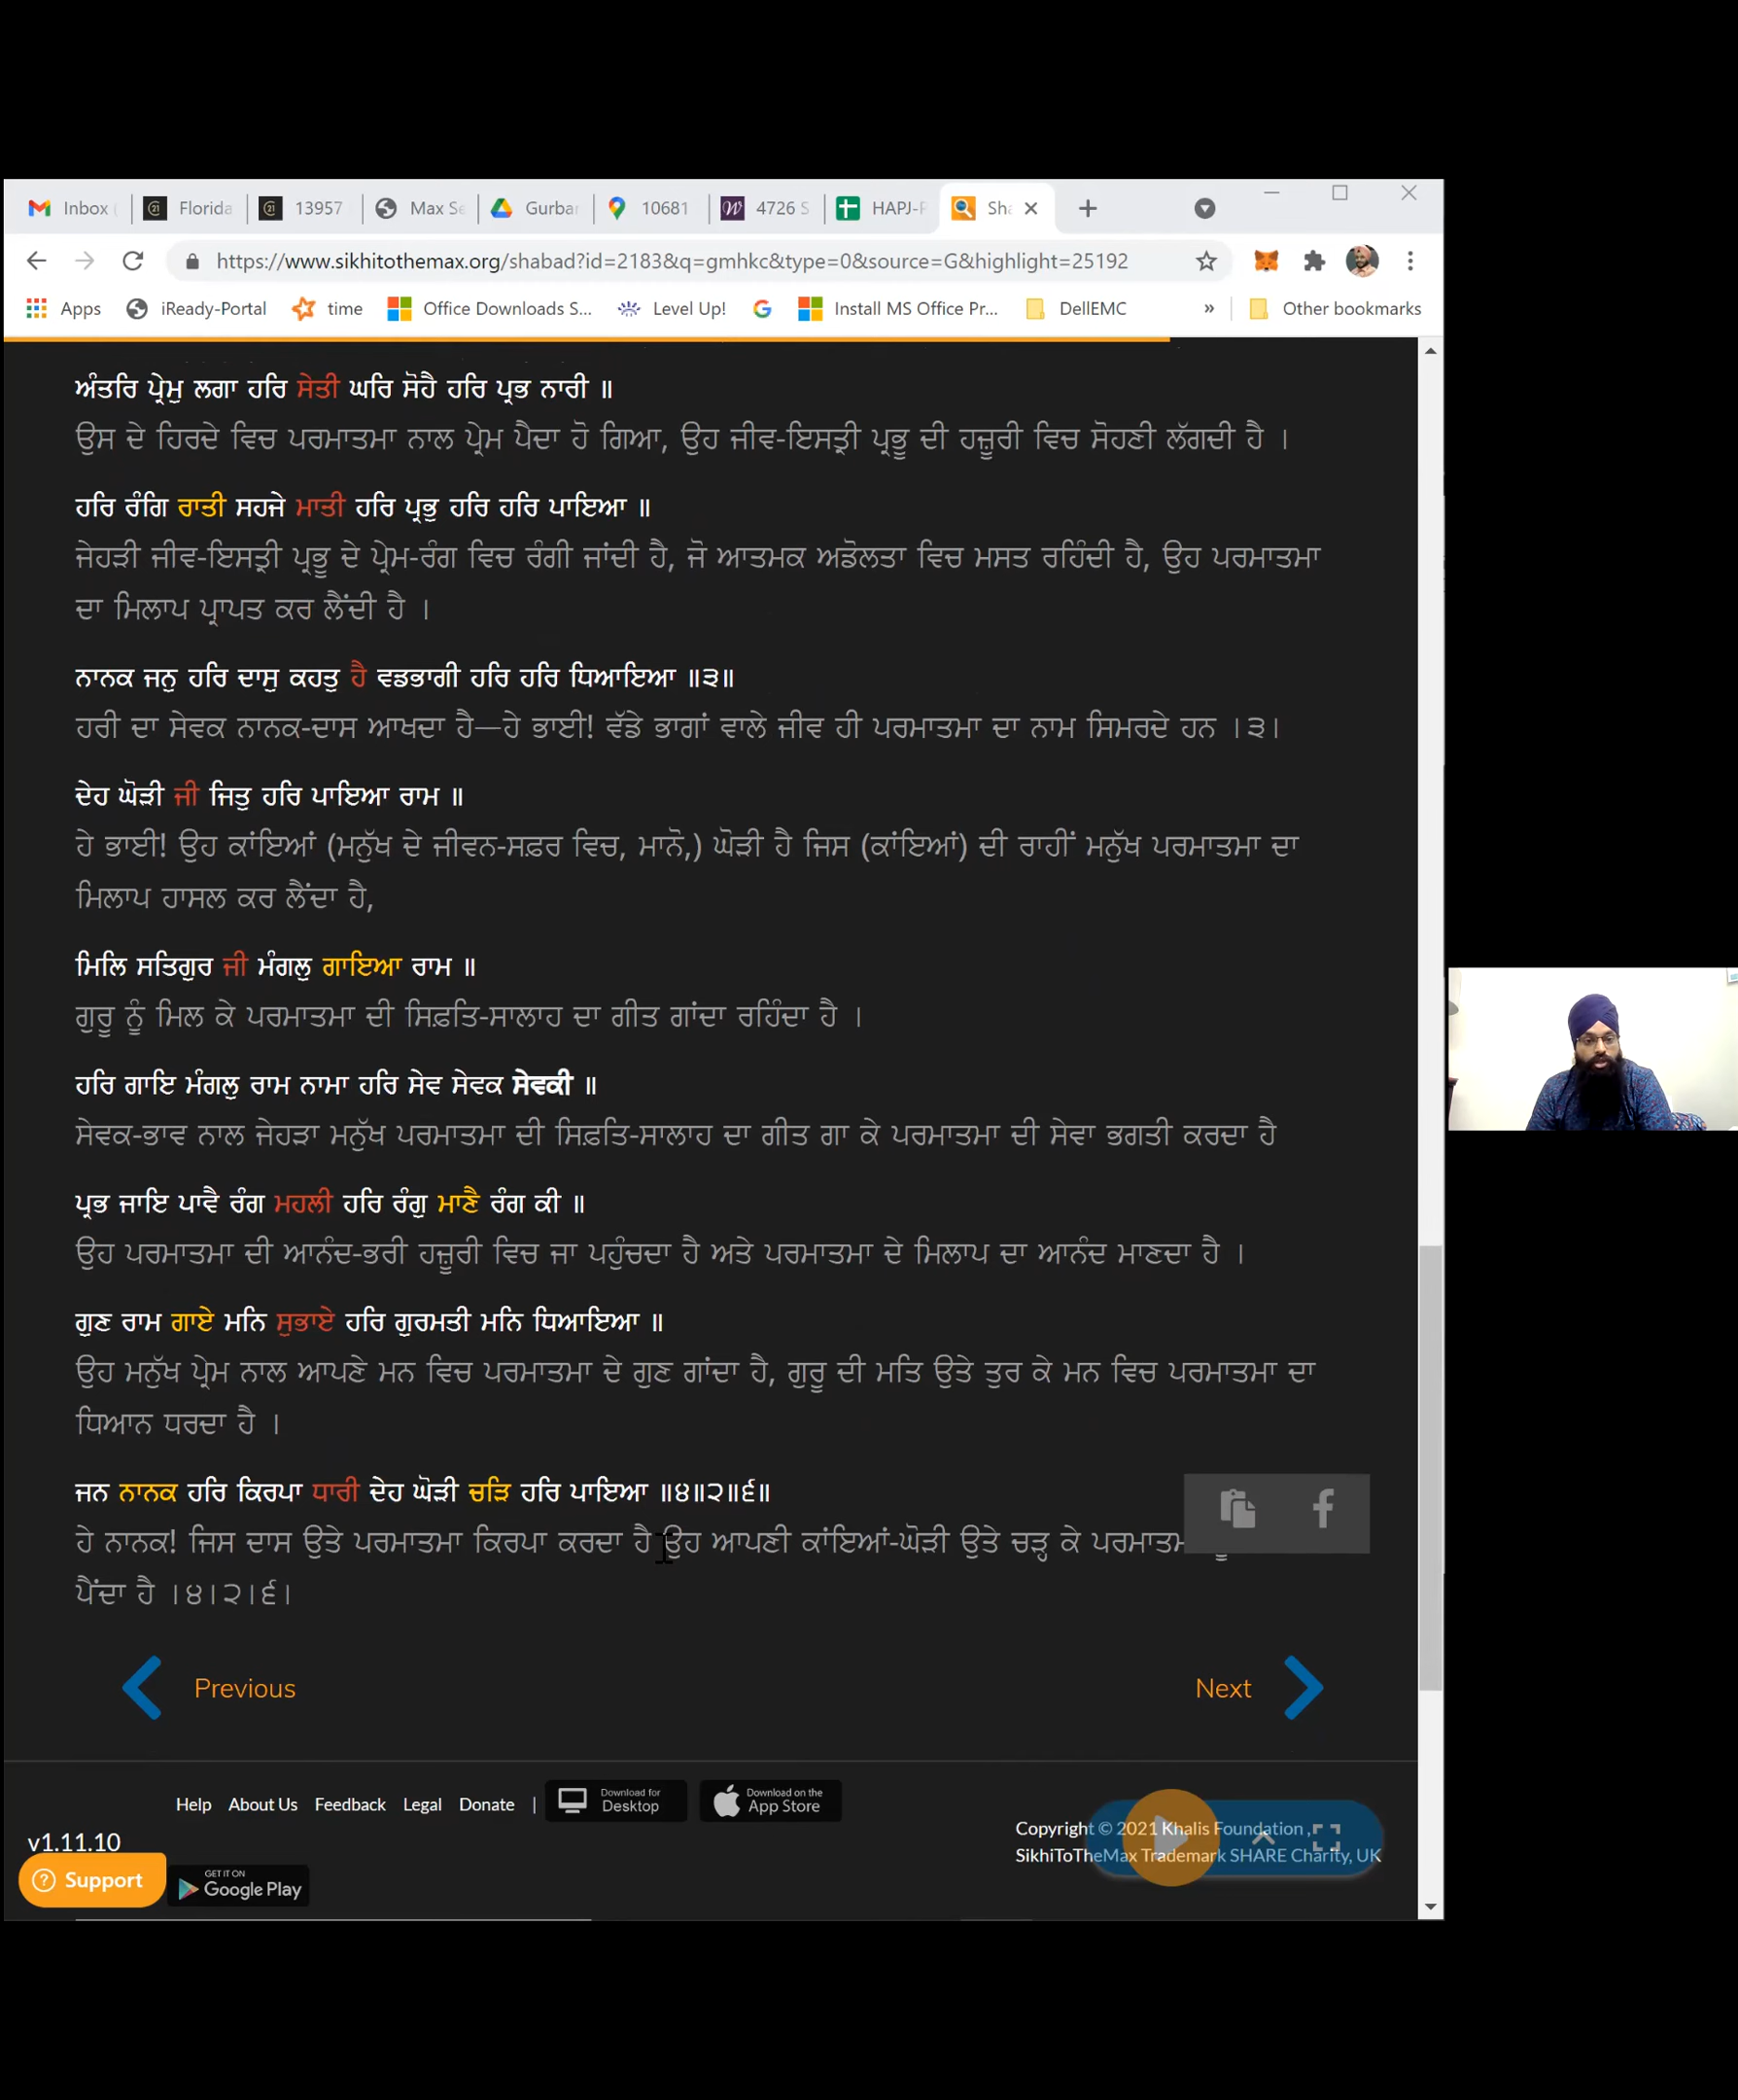 Inbox
Florida
13957
Max Se
Gurban
10681
4726 S
HAPJ-F
Sha
https://www.sikhitothemax.org/shabad?id=2183&q=gmhkc&type=0&source=G&highlight=25192
Apps
iReady-Portal
time
Office Downloads S...
Level Up!
Install MS Office Pr...
DellEMC
»
Other bookmarks
ਅੰਤਰਿ ਪ੍ਰੇਮੁ ਲਗਾ ਹਰਿ ਸੇਤੀ ਘਰਿ ਸੋਹੈ ਹਰਿ ਪ੍ਰਭ ਨਾਰੀ ॥
ਉਸ ਦੇ ਹਿਰਦੇ ਵਿਚ ਪਰਮਾਤਮਾ ਨਾਲ ਪ੍ਰੇਮ ਪੈਦਾ ਹੋ ਗਿਆ, ਉਹ ਜੀਵ-ਇਸਤ੍ਰੀ ਪ੍ਰਭੂ ਦੀ ਹਜ਼ੂਰੀ ਵਿਚ ਸੋਹਣੀ ਲੱਗਦੀ ਹੈ ।
ਹਰਿ ਰੰਗਿ ਰਾਤੀ ਸਹਜੇ ਮਾਤੀ ਹਰਿ ਪ੍ਰਭੁ ਹਰਿ ਹਰਿ ਪਾਇਆ ॥
ਜੇਹੜੀ ਜੀਵ-ਇਸਤ੍ਰੀ ਪ੍ਰਭੂ ਦੇ ਪ੍ਰੇਮ-ਰੰਗ ਵਿਚ ਰੰਗੀ ਜਾਂਦੀ ਹੈ, ਜੋ ਆਤਮਕ ਅਡੋਲਤਾ ਵਿਚ ਮਸਤ ਰਹਿੰਦੀ ਹੈ, ਉਹ ਪਰਮਾਤਮਾ
ਦਾ ਮਿਲਾਪ ਪ੍ਰਾਪਤ ਕਰ ਲੈਂਦੀ ਹੈ ।
ਨਾਨਕ ਜਨੁ ਹਰਿ ਦਾਸੁ ਕਹਤੁ ਹੈ ਵਡਭਾਗੀ ਹਰਿ ਹਰਿ ਧਿਆਇਆ ॥੩॥
ਹਰੀ ਦਾ ਸੇਵਕ ਨਾਨਕ-ਦਾਸ ਆਖਦਾ ਹੈ—ਹੇ ਭਾਈ! ਵੱਡੇ ਭਾਗਾਂ ਵਾਲੇ ਜੀਵ ਹੀ ਪਰਮਾਤਮਾ ਦਾ ਨਾਮ ਸਿਮਰਦੇ ਹਨ ।੩।
ਦੇਹ ਘੋੜੀ ਜੀ ਜਿਤੁ ਹਰਿ ਪਾਇਆ ਰਾਮ ॥
ਹੇ ਭਾਈ! ਉਹ ਕਾਂਇਆਂ (ਮਨੁੱਖ ਦੇ ਜੀਵਨ-ਸਫ਼ਰ ਵਿਚ, ਮਾਨੋ,) ਘੋੜੀ ਹੈ ਜਿਸ (ਕਾਂਇਆਂ) ਦੀ ਰਾਹੀਂ ਮਨੁੱਖ ਪਰਮਾਤਮਾ ਦਾ
ਮਿਲਾਪ ਹਾਸਲ ਕਰ ਲੈਂਦਾ ਹੈ,
ਮਿਲਿ ਸਤਿਗੁਰ ਜੀ ਮੰਗਲੁ ਗਾਇਆ ਰਾਮ ॥
ਗੁਰੂ ਨੂੰ ਮਿਲ ਕੇ ਪਰਮਾਤਮਾ ਦੀ ਸਿਫ਼ਤਿ-ਸਾਲਾਹ ਦਾ ਗੀਤ ਗਾਂਦਾ ਰਹਿੰਦਾ ਹੈ ।
ਹਰਿ ਗਾਇ ਮੰਗਲੁ ਰਾਮ ਨਾਮਾ ਹਰਿ ਸੇਵ ਸੇਵਕ ਸੇਵਕੀ ॥
ਸੇਵਕ-ਭਾਵ ਨਾਲ ਜੇਹੜਾ ਮਨੁੱਖ ਪਰਮਾਤਮਾ ਦੀ ਸਿਫ਼ਤਿ-ਸਾਲਾਹ ਦਾ ਗੀਤ ਗਾ ਕੇ ਪਰਮਾਤਮਾ ਦੀ ਸੇਵਾ ਭਗਤੀ ਕਰਦਾ ਹੈ
ਪ੍ਰਭ ਜਾਇ ਪਾਵੈ ਰੰਗ ਮਹਲੀ ਹਰਿ ਰੰਗੁ ਮਾਣੈ ਰੰਗ ਕੀ ॥
ਉਹ ਪਰਮਾਤਮਾ ਦੀ ਆਨੰਦ-ਭਰੀ ਹਜ਼ੂਰੀ ਵਿਚ ਜਾ ਪਹੁੰਚਦਾ ਹੈ ਅਤੇ ਪਰਮਾਤਮਾ ਦੇ ਮਿਲਾਪ ਦਾ ਆਨੰਦ ਮਾਣਦਾ ਹੈ ।
ਗੁਣ ਰਾਮ ਗਾਏ ਮਨਿ ਸੁਭਾਏ ਹਰਿ ਗੁਰਮਤੀ ਮਨਿ ਧਿਆਇਆ ॥
ਉਹ ਮਨੁੱਖ ਪ੍ਰੇਮ ਨਾਲ ਆਪਣੇ ਮਨ ਵਿਚ ਪਰਮਾਤਮਾ ਦੇ ਗੁਣ ਗਾਂਦਾ ਹੈ, ਗੁਰੂ ਦੀ ਮਤਿ ਉਤੇ ਤੁਰ ਕੇ ਮਨ ਵਿਚ ਪਰਮਾਤਮਾ ਦਾ
ਧਿਆਨ ਧਰਦਾ ਹੈ ।
ਜਨ ਨਾਨਕ ਹਰਿ ਕਿਰਪਾ ਧਾਰੀ ਦੇਹ ਘੋੜੀ ਚੜਿ ਹਰਿ ਪਾਇਆ ॥੪॥੨॥੬॥
ਹੇ ਨਾਨਕ! ਜਿਸ ਦਾਸ ਉਤੇ ਪਰਮਾਤਮਾ ਕਿਰਪਾ ਕਰਦਾ ਹੈ ਉਹ ਆਪਣੀ ਕਾਂਇਆਂ-ਘੋੜੀ ਉਤੇ ਚੜ੍ਹ ਕੇ
ਪੈਂਦਾ ਹੈ ।੪।੨।੬।
Previous
Next
Help About Us Feedback Legal Donate |
Download for Desktop
Download on the App Store
Copyright © 2021 Khalis Foundation ,
SikhiToTheMax Trademark SHARE Charity, UK
v1.11.10
Support
GET IT ON Google Play